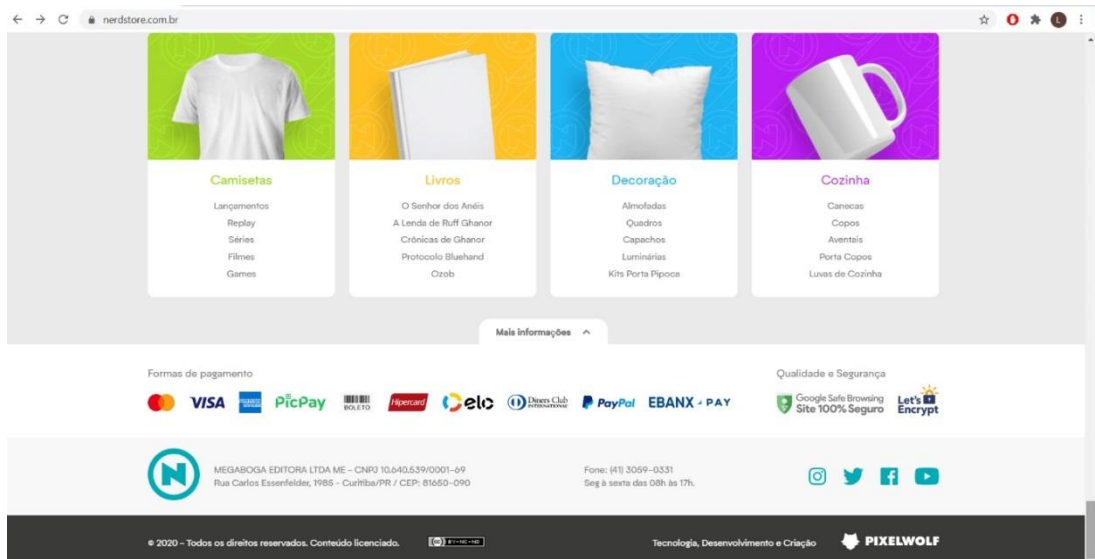 nerdstore.com.br
L
Camisetas
Lançamentos
Replay
Séries
Filmes
Games
Livros
O Senhor dos Anéis
A Lenda de Ruff Ghanor
Crônicas de Ghanor
Protocolo Bluehand
Ozob
Decoração
Almofadas
Quadros
Capachos
Luminárias
Kits Porta Pipoca
Cozinha
Canecas
Copos
Aventais
Porta Copos
Luvas de Cozinha
Mais informações
Formas de pagamento
VISA
PicPay
BOLETO
Hipercard
elo
Diners Club
INTERNATIONAL
PayPal
EBANX PAY
Qualidade e Segurança
Google Safe Browsing
Site 100% Seguro
Let's
Encrypt
N
MEGABOGA EDITORA LTDA ME – CNPJ 10.640.539/0001-69
Rua Carlos Essenfelder, 1985 – Curitiba/PR / CEP: 81650-090
Fone: (41) 3059-0331
Seg à sexta das 08h às 17h.
© 2020 – Todos os direitos reservados. Conteúdo licenciado.
cc BY-NC-ND
Tecnologia, Desenvolvimento e Criação
PIXELWOLF